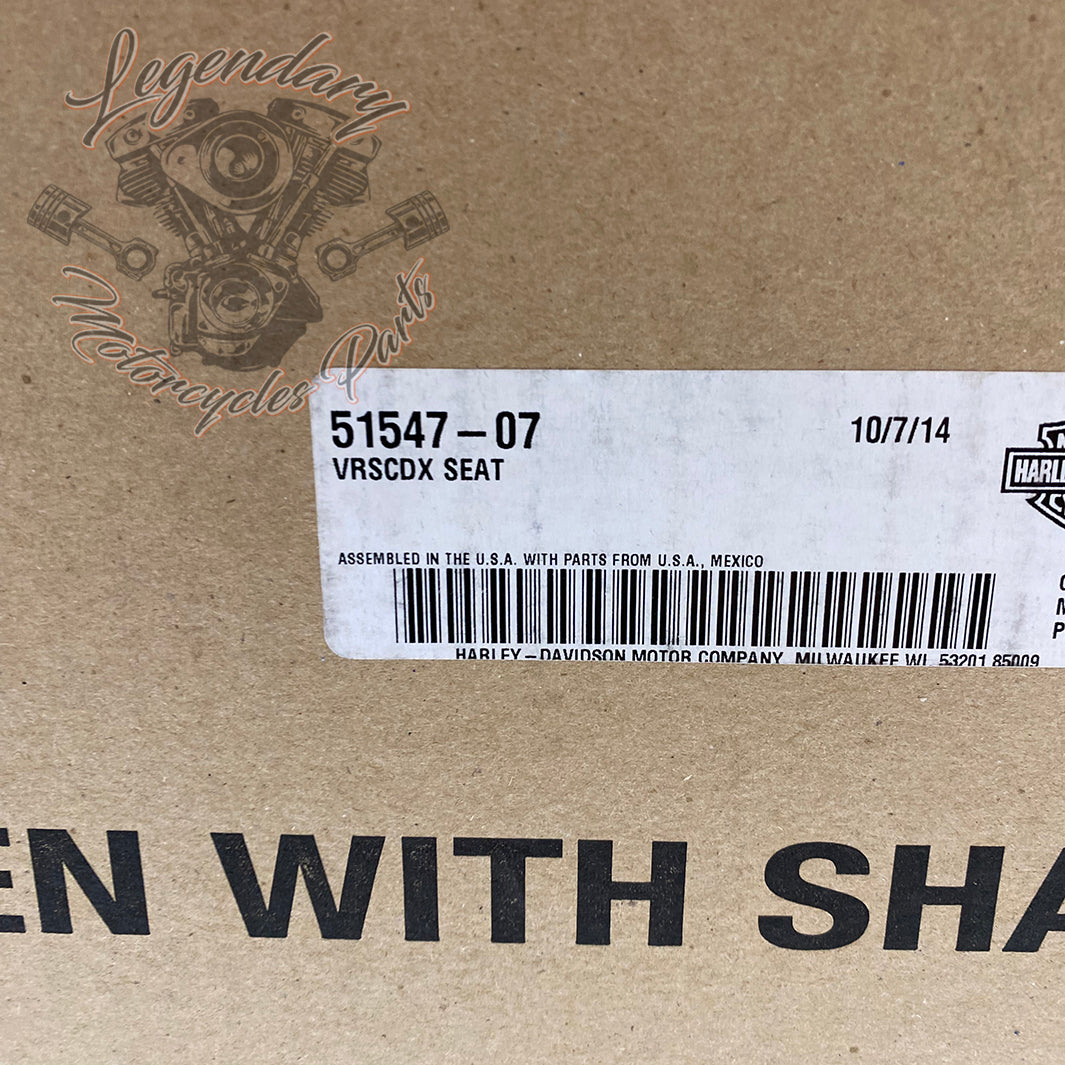 Legendary
Motorcycles Parts
51547-07
10/7/14
VRSCDX SEAT
HARL
ASSEMBLED IN THE U.S.A. WITH PARTS FROM U.S.A., MEXICO
HARLEY-DAVIDSON MOTOR COMPANY, MILWAUKEE WI, 53201 85009
EN WITH SHA